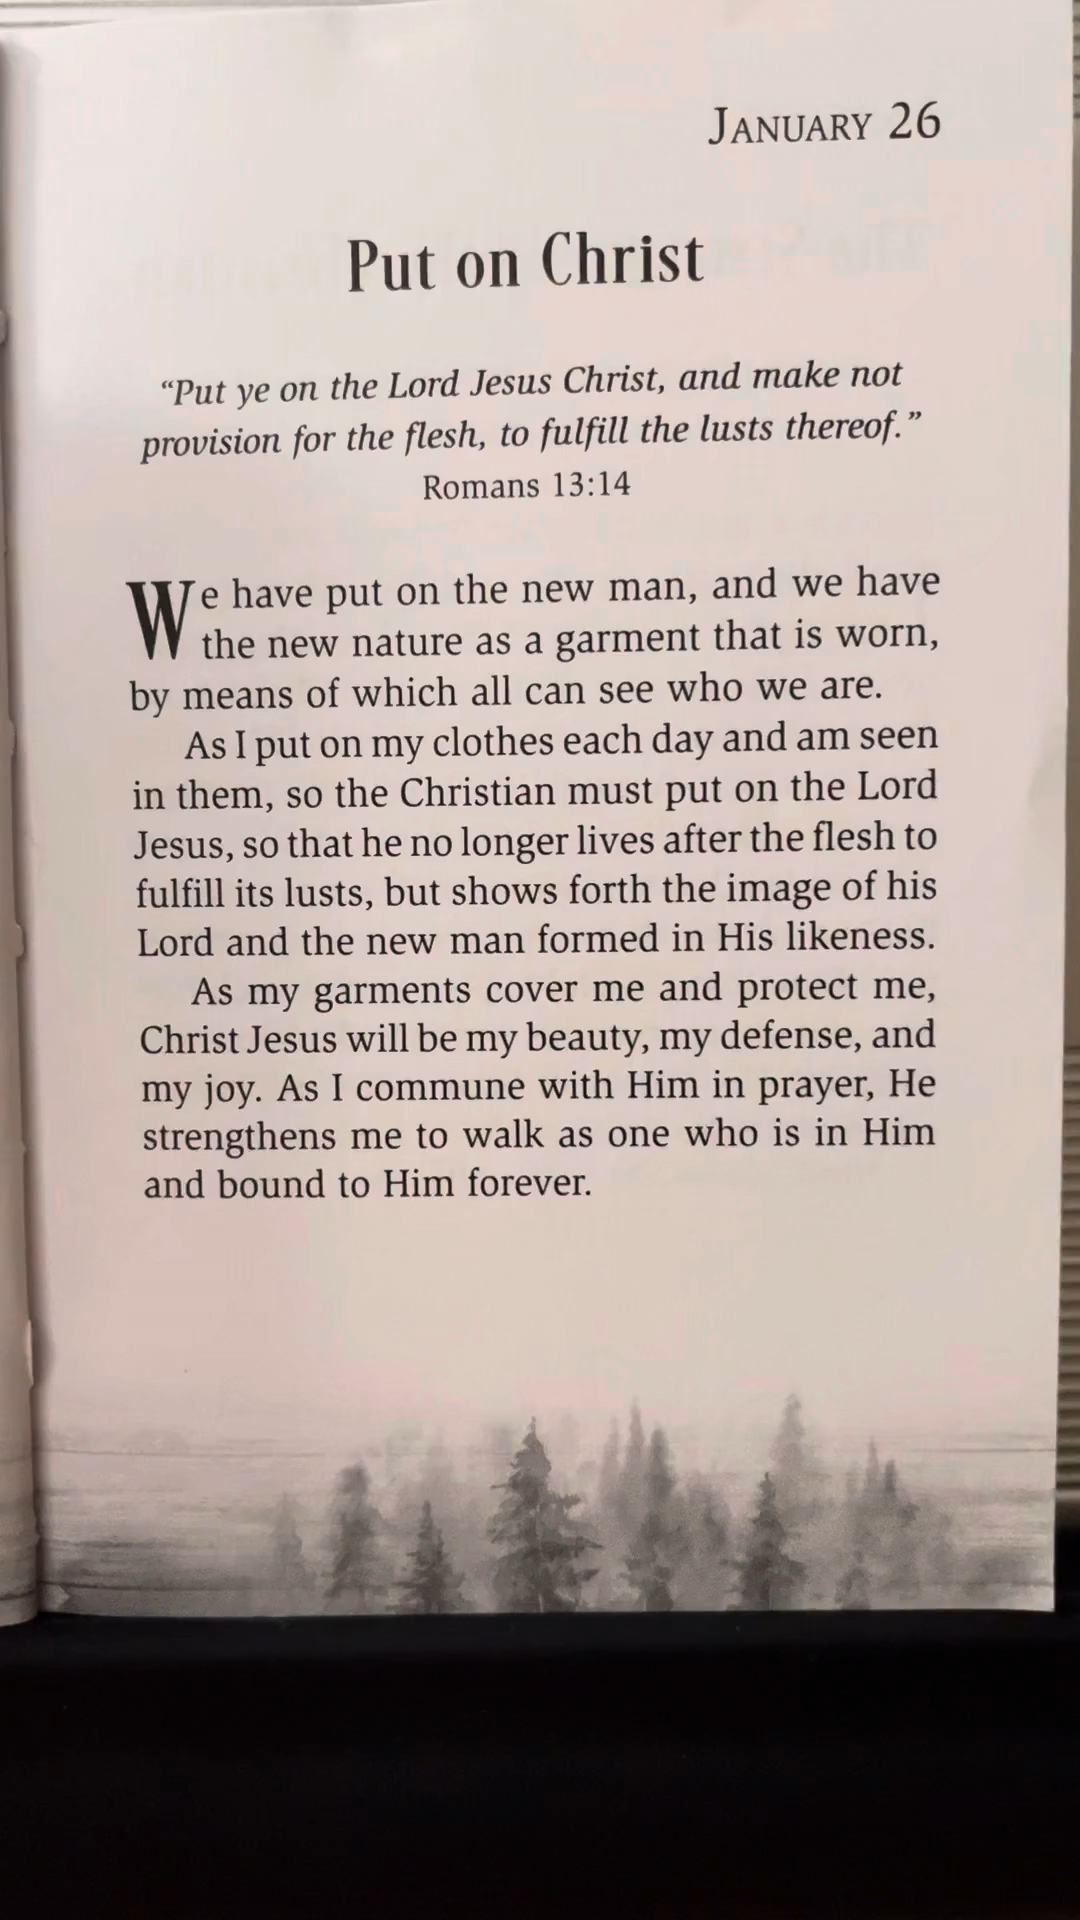 January 26
Put on Christ
“Put ye on the Lord Jesus Christ, and make not
provision for the flesh, to fulfill the lusts thereof.”
Romans 13:14
We have put on the new man, and we have
the new nature as a garment that is worn,
by means of which all can see who we are.
As I put on my clothes each day and am seen
in them, so the Christian must put on the Lord
Jesus, so that he no longer lives after the flesh to
fulfill its lusts, but shows forth the image of his
Lord and the new man formed in His likeness.
As my garments cover me and protect me,
Christ Jesus will be my beauty, my defense, and
my joy. As I commune with Him in prayer, He
strengthens me to walk as one who is in Him
and bound to Him forever.